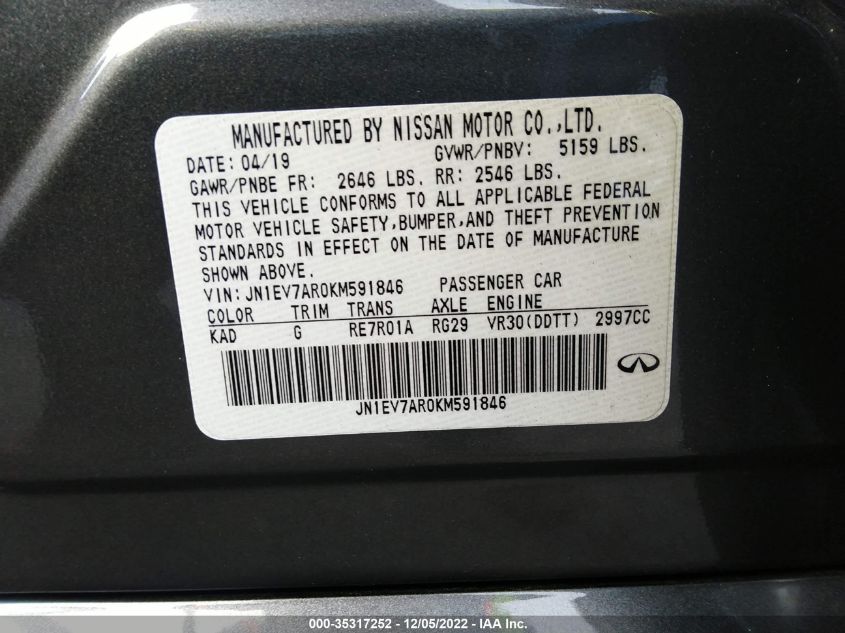 MANUFACTURED BY NISSAN MOTOR CO.,LTD.
DATE: 04/19 GVWR/PNBV: 5159 LBS.
GAWR/PNBE FR: 2646 LBS. RR: 2546 LBS.
THIS VEHICLE CONFORMS TO ALL APPLICABLE FEDERAL
MOTOR VEHICLE SAFETY,BUMPER,AND THEFT PREVENTION
STANDARDS IN EFFECT ON THE DATE OF MANUFACTURE
SHOWN ABOVE.
VIN: JN1EV7AR0KM591846 PASSENGER CAR
COLOR TRIM TRANS AXLE ENGINE
KAD G RE7R01A RG29 VR30(DDTT) 2997CC
JN1EV7AR0KM591846
000-35317252 - 12/05/2022 - IAA Inc.